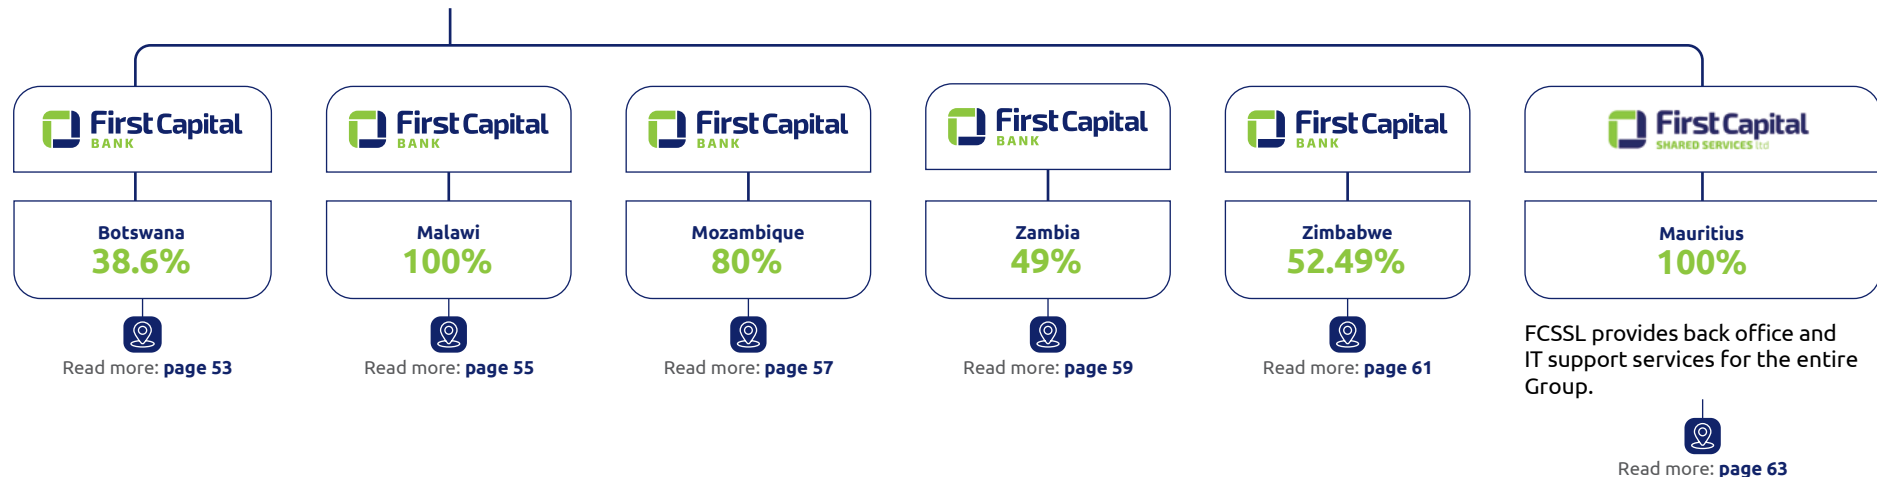 First Capital
BANK
Botswana
38.6%
Read more: page 53
First Capital
BANK
Malawi
100%
Read more: page 55
First Capital
BANK
Mozambique
80%
Read more: page 57
First Capital
BANK
Zambia
49%
Read more: page 59
First Capital
BANK
Zimbabwe
52.49%
Read more: page 61
First Capital
SHARED SERVICES ltd
Mauritius
100%
FCSSL provides back office and
IT support services for the entire
Group.
Read more: page 63